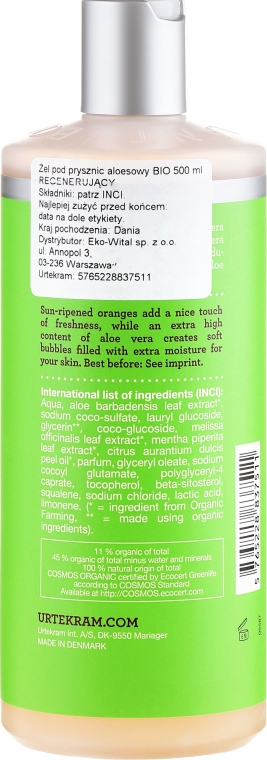 Żel pod prysznic aloesowy BIO 500 ml
REGENERUJĄCY
Składniki: patrz INCI.
Najlepiej zużyć przed końcem:
data na dole etykiety.
Kraj pochodzenia: Dania
Dystrybutor: Eko-Wital sp. z o.o.
ul. Annopol 3,
03-236 Warszawa
Urtekram: 5765228837511
era
era
du-
aloe
Sun-ripened oranges add a nice touch
of freshness, while an extra high
content of aloe vera creates soft
bubbles filled with extra moisture for
your skin. Best before: See imprint.
International list of ingredients (INCI):
Aqua, aloe barbadensis leaf extract*,
sodium coco-sulfate, lauryl glucoside,
glycerin**, coco-glucoside, melissa
officinalis leaf extract*, mentha piperita
leaf extract*, citrus aurantium dulcis
peel oil*, parfum, glyceryl oleate, sodium
cocoyl glutamate, polyglyceryl-4
caprate, tocopherol, beta-sitosterol,
squalene, sodium chloride, lactic acid,
limonene. (* = ingredient from Organic
Farming, ** = made using organic
ingredients).
11 % organic of total
45 % organic of total minus water and minerals
100 % natural origin of total
COSMOS ORGANIC certified by Ecocert Greenlife
according to COSMOS Standard
Available at http://COSMOS.ecocert.com
URTEKRAM.COM
Urtekram Int. A/S, DK-9550 Mariager
MADE IN DENMARK
5 765228 837511